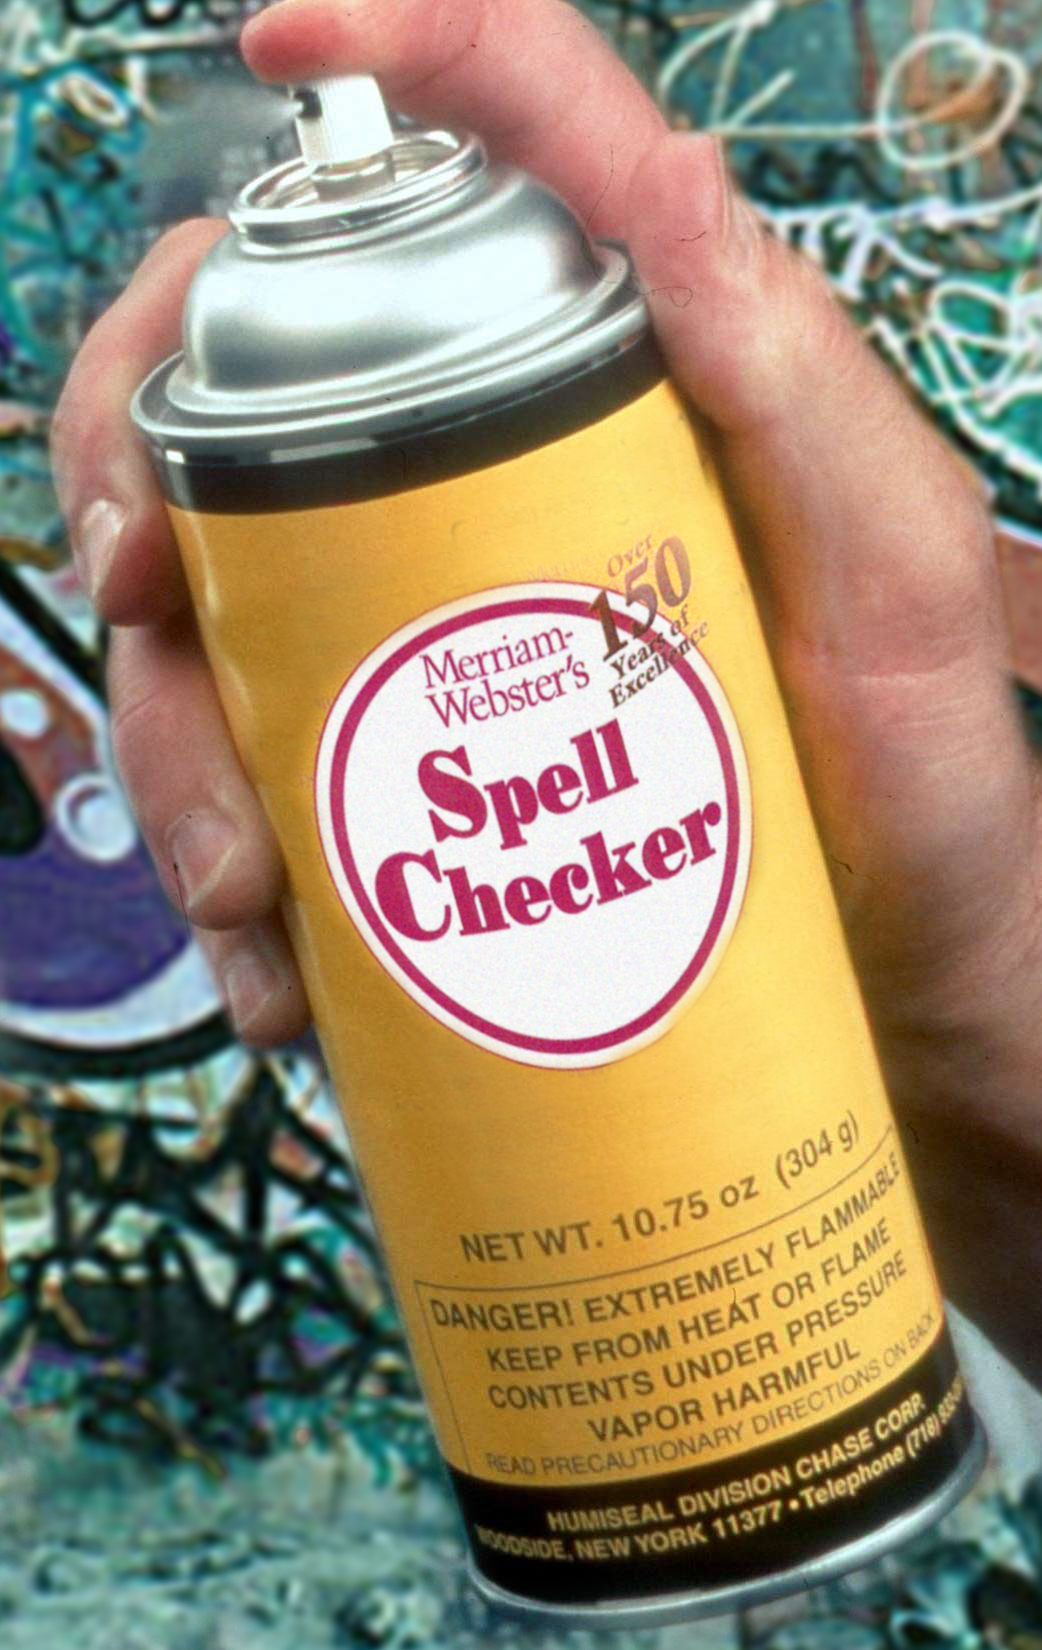 Over
150
Years of
Excellence
Merriam-
Webster's
Spell
Checker
NET WT. 10.75 oz (304 g)
DANGER! EXTREMELY FLAMMABLE
KEEP FROM HEAT OR FLAME
CONTENTS UNDER PRESSURE
VAPOR HARMFUL
READ PRECAUTIONARY DIRECTIONS ON BACK
HUMISEAL DIVISION CHASE CORP.
WOODSIDE, NEW YORK 11377 • Telephone (718)